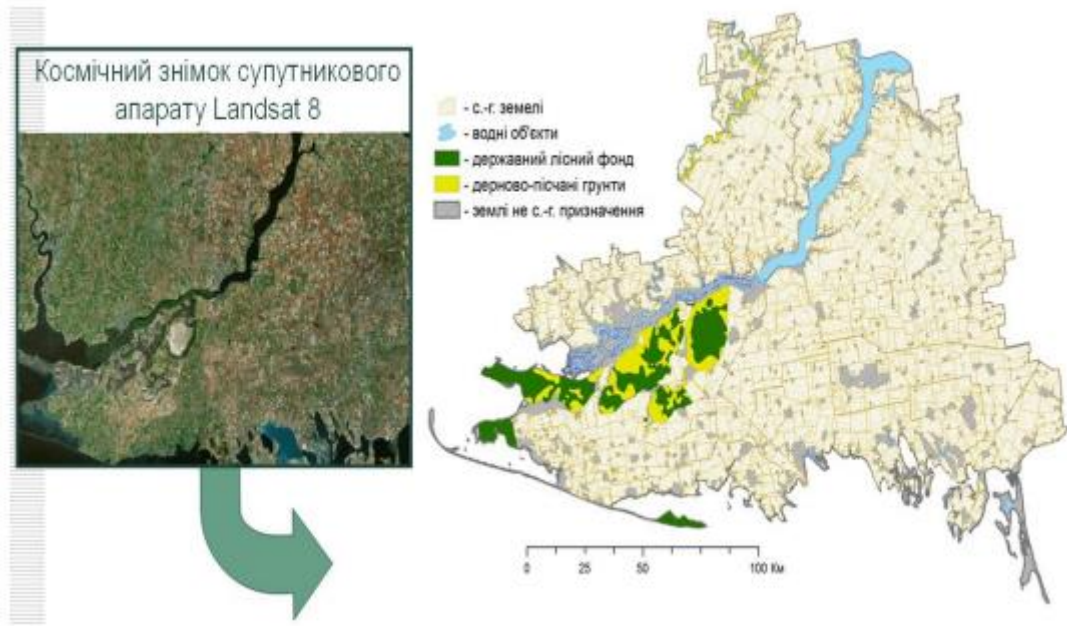 Космічний знімок супутникового
апарату Landsat 8
- с.-г. земелі
- водні об'єкти
- державний лісний фонд
- дерново-пісчані грунти
- землі не с.-г. призначення
0 25 50 100 Км